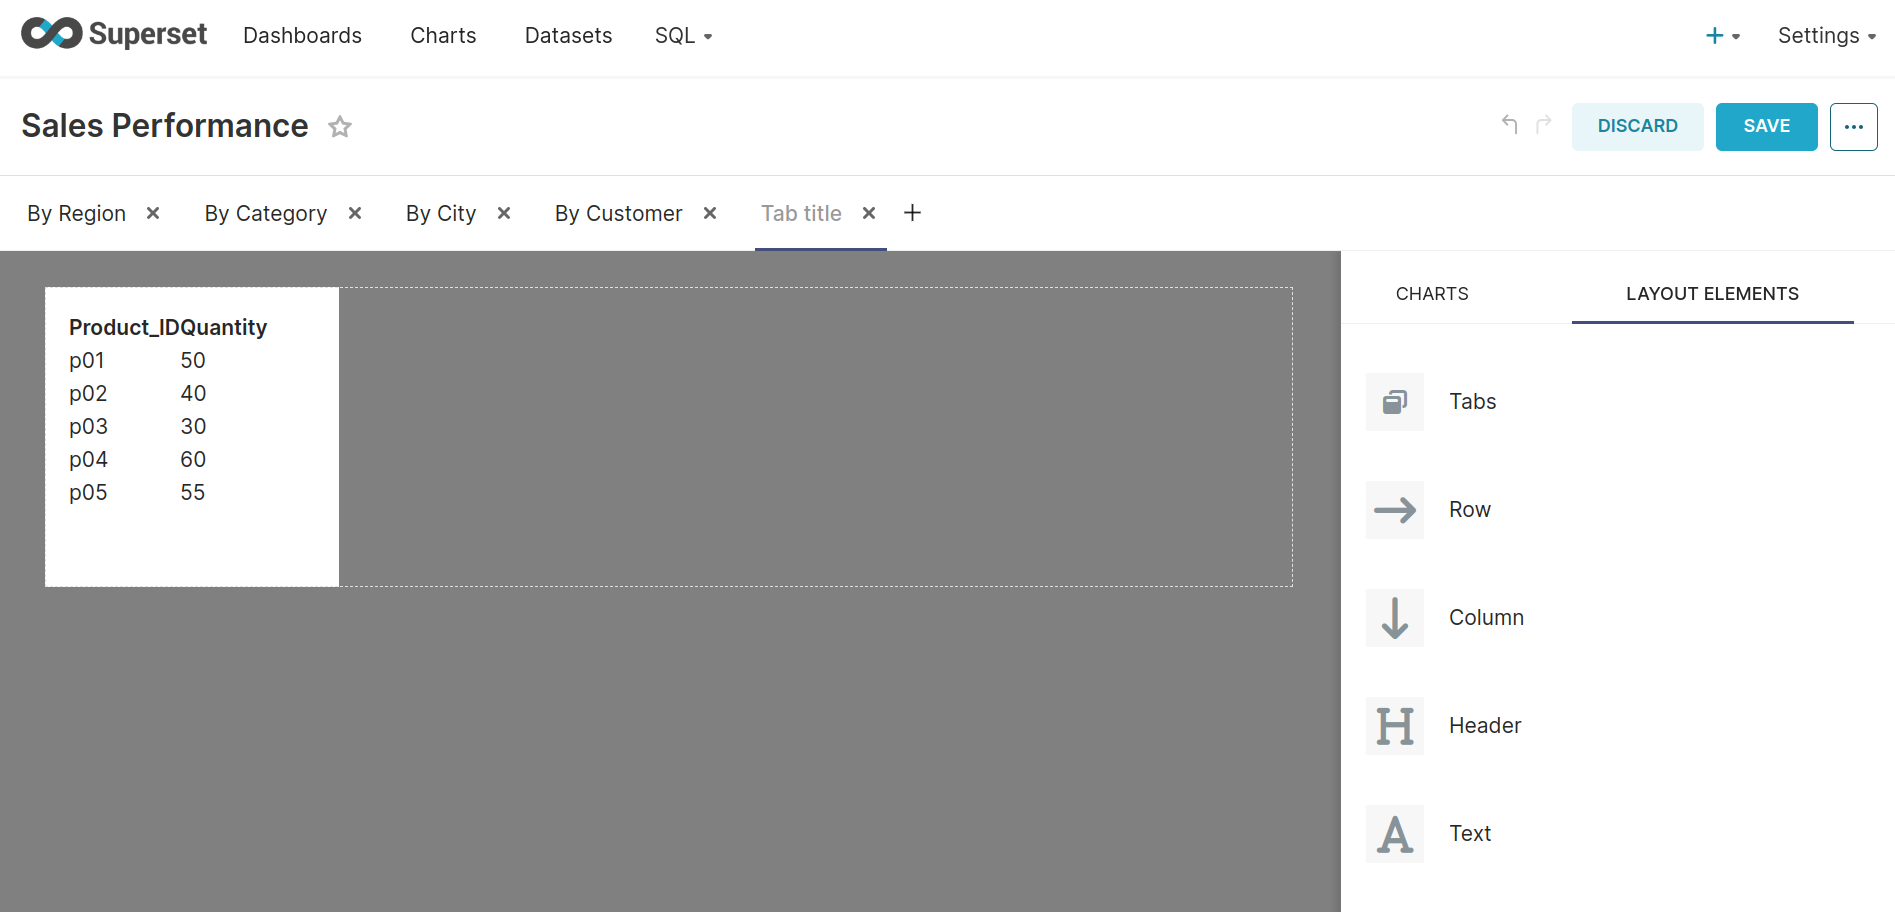 Superset Dashboards Charts Datasets SQL Settings
Sales Performance DISCARD SAVE
By Region By Category By City By Customer Tab title
CHARTS LAYOUT ELEMENTS
Product_IDQuantity
p01 50
p02 40
p03 30
p04 60
p05 55
Tabs
Row
Column
H Header
A Text